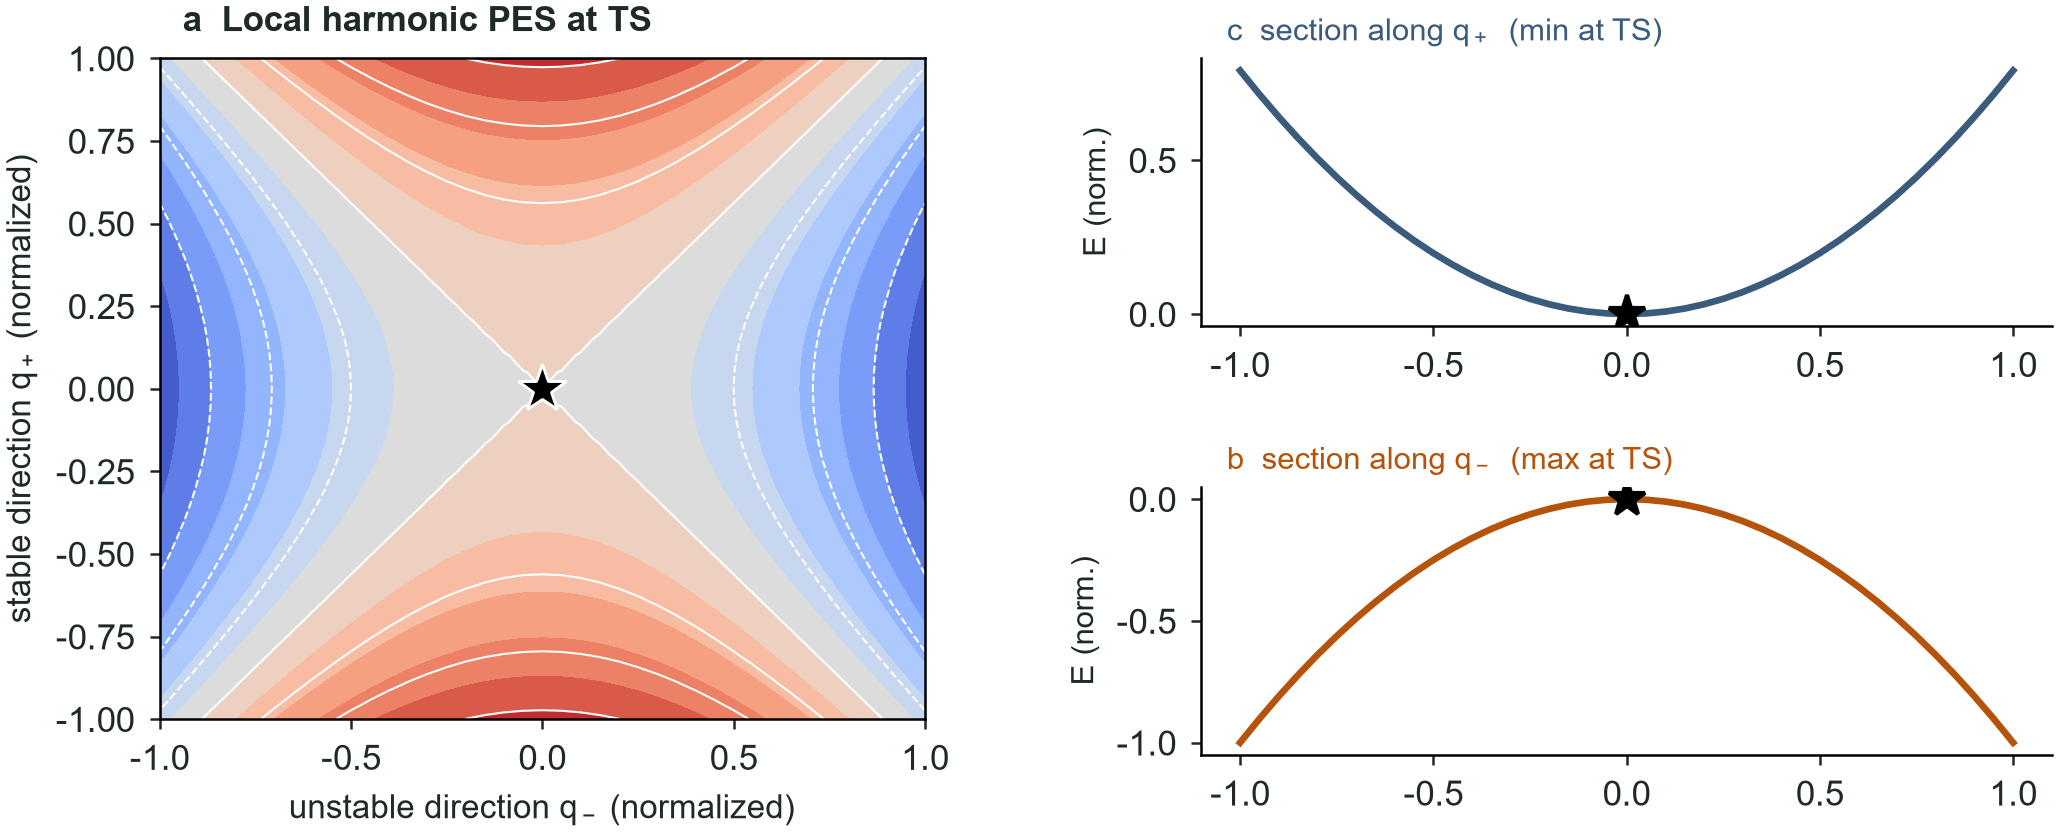 a  Local harmonic PES at TS
1.00
0.75
0.50
0.25
0.00
-0.25
-0.50
-0.75
-1.00
stable direction q₊ (normalized)
-1.0 -0.5 0.0 0.5 1.0
unstable direction q₋ (normalized)
c  section along q₊  (min at TS)
0.5
0.0
E (norm.)
-1.0 -0.5 0.0 0.5 1.0
b  section along q₋  (max at TS)
0.0
-0.5
-1.0
E (norm.)
-1.0 -0.5 0.0 0.5 1.0